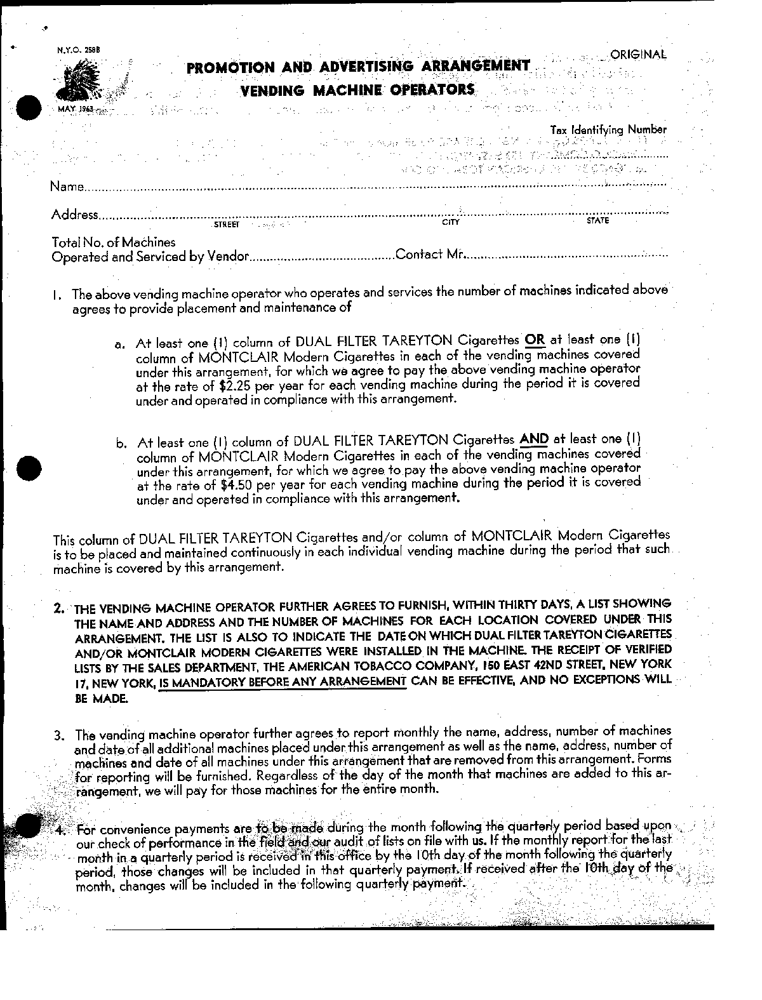 N.Y.O. 258B
ORIGINAL
PROMOTION AND ADVERTISING ARRANGEMENT
VENDING MACHINE OPERATORS
MAY 1963
Tax Identifying Number
Name
Address
STREET CITY STATE
Total No. of Machines
Operated and Serviced by Vendor Contact Mr.
1. The above vending machine operator who operates and services the number of machines indicated above
agrees to provide placement and maintenance of
a. At least one (1) column of DUAL FILTER TAREYTON Cigarettes OR at least one (1)
column of MONTCLAIR Modern Cigarettes in each of the vending machines covered
under this arrangement, for which we agree to pay the above vending machine operator
at the rate of $2.25 per year for each vending machine during the period it is covered
under and operated in compliance with this arrangement.
b. At least one (1) column of DUAL FILTER TAREYTON Cigarettes AND at least one (1)
column of MONTCLAIR Modern Cigarettes in each of the vending machines covered
under this arrangement, for which we agree to pay the above vending machine operator
at the rate of $4.50 per year for each vending machine during the period it is covered
under and operated in compliance with this arrangement.
This column of DUAL FILTER TAREYTON Cigarettes and/or column of MONTCLAIR Modern Cigarettes
is to be placed and maintained continuously in each individual vending machine during the period that such
machine is covered by this arrangement.
2. THE VENDING MACHINE OPERATOR FURTHER AGREES TO FURNISH, WITHIN THIRTY DAYS, A LIST SHOWING
THE NAME AND ADDRESS AND THE NUMBER OF MACHINES FOR EACH LOCATION COVERED UNDER THIS
ARRANGEMENT. THE LIST IS ALSO TO INDICATE THE DATE ON WHICH DUAL FILTER TAREYTON CIGARETTES
AND/OR MONTCLAIR MODERN CIGARETTES WERE INSTALLED IN THE MACHINE. THE RECEIPT OF VERIFIED
LISTS BY THE SALES DEPARTMENT, THE AMERICAN TOBACCO COMPANY, 150 EAST 42ND STREET, NEW YORK
17, NEW YORK, IS MANDATORY BEFORE ANY ARRANGEMENT CAN BE EFFECTIVE, AND NO EXCEPTIONS WILL
BE MADE.
3. The vending machine operator further agrees to report monthly the name, address, number of machines
and date of all additional machines placed under this arrangement as well as the name, address, number of
machines and date of all machines under this arrangement that are removed from this arrangement. Forms
for reporting will be furnished. Regardless of the day of the month that machines are added to this ar-
rangement, we will pay for those machines for the entire month.
4. For convenience payments are to be made during the month following the quarterly period based upon
our check of performance in the field and our audit of lists on file with us. If the monthly report for the last
month in a quarterly period is received in this office by the 10th day of the month following the quarterly
period, those changes will be included in that quarterly payment. If received after the 10th day of the
month, changes will be included in the following quarterly payment.